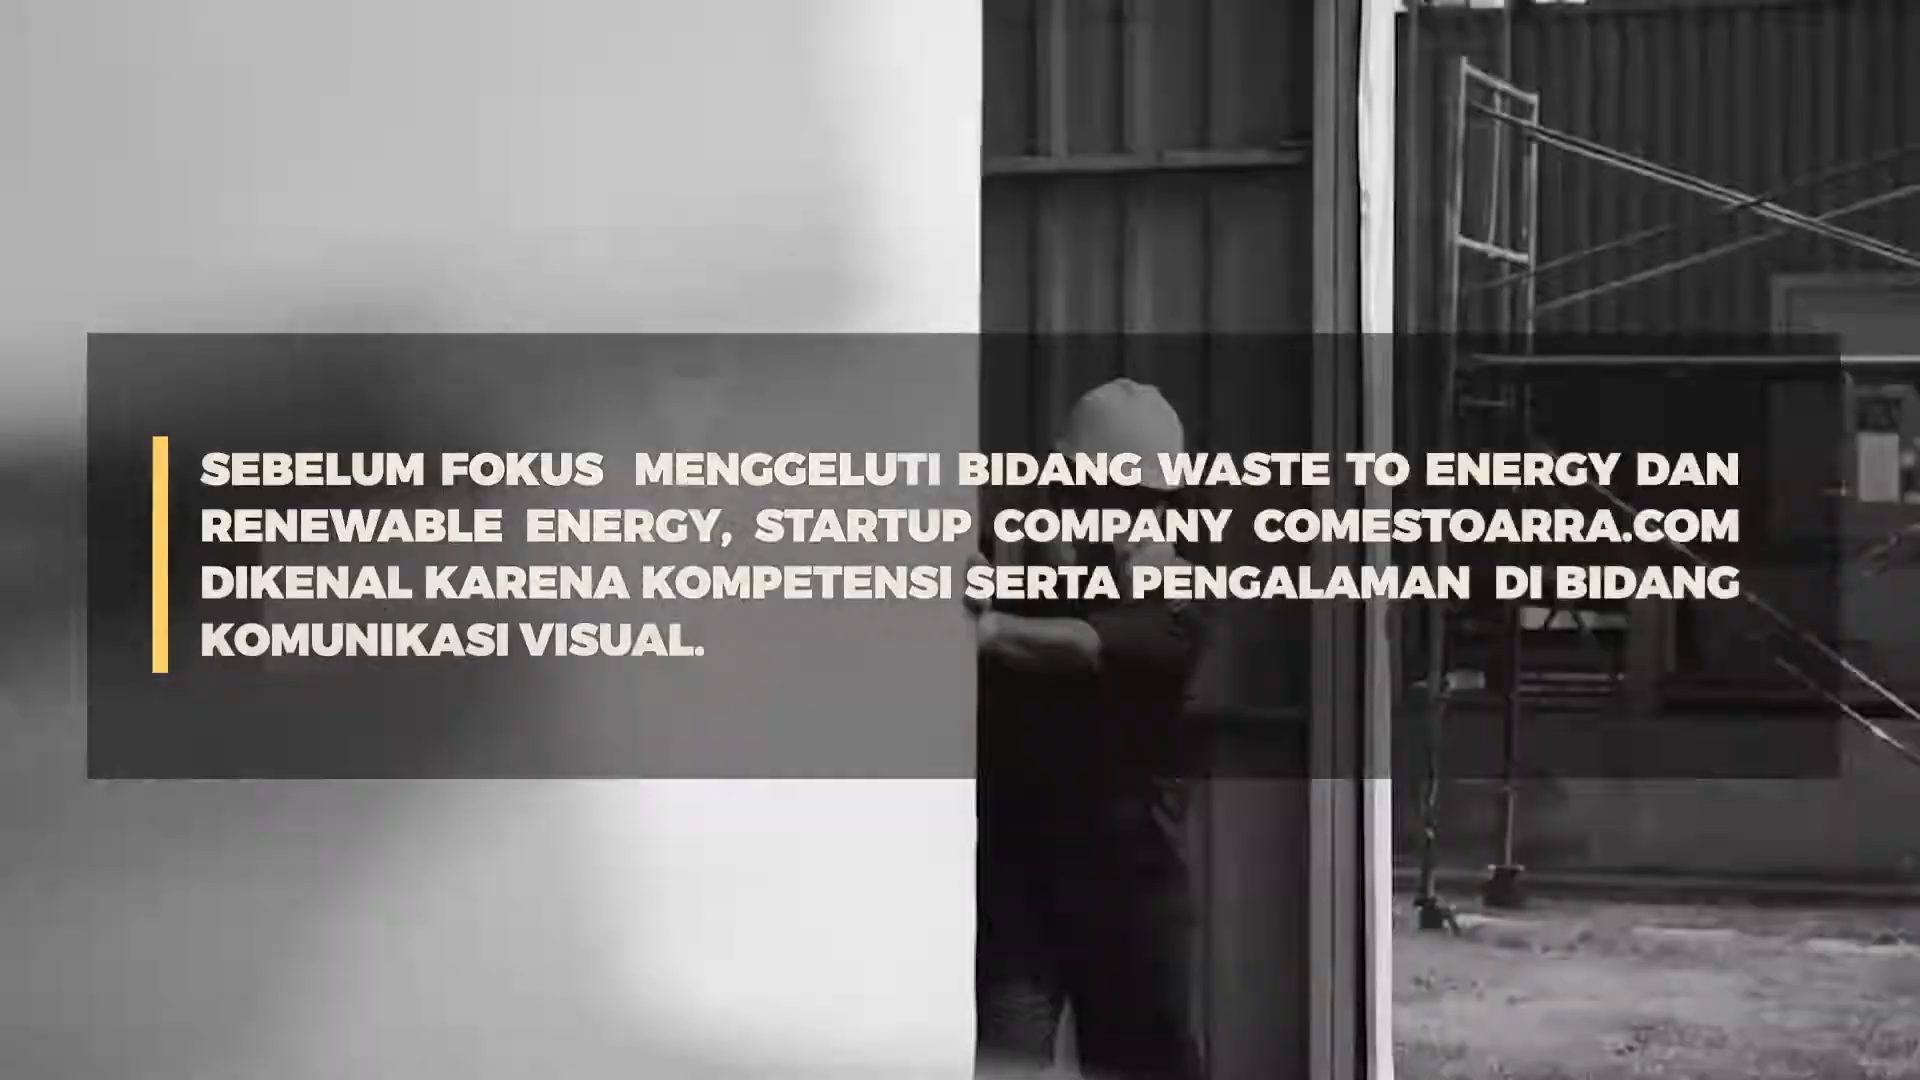 SEBELUM FOKUS  MENGGELUTI BIDANG WASTE TO ENERGY DAN
RENEWABLE ENERGY, STARTUP COMPANY COMESTOARRA.COM
DIKENAL KARENA KOMPETENSI SERTA PENGALAMAN  DI BIDANG
KOMUNIKASI VISUAL.